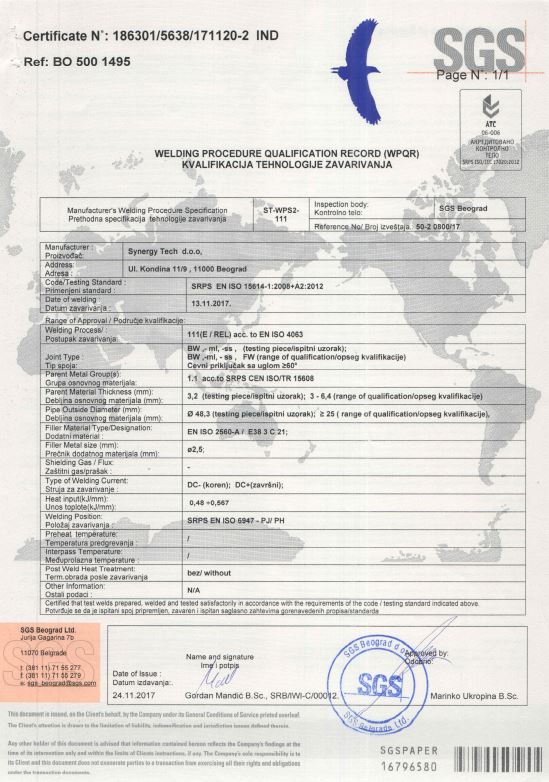 Certificate N°: 186301/5638/171120-2 IND
Ref: BO 500 1495
SGS
Page N°: 1/1
ATC
06-006
АКРЕДИТОВАНО
КОНТРОЛНО
ТЕЛО
SRPS ISO/IEC 17020:2012
WELDING PROCEDURE QUALIFICATION RECORD (WPQR)
KVALIFIKACIJA TEHNOLOGIJE ZAVARIVANJA
Manufacturer's Welding Procedure Specification
Prethodna specifikacija tehnologije zavarivanja
ST-WPS2-
111
Inspection body:
Kontrolno telo:
SGS Beograd
Reference No/ Broj izveštaja. 50-2 0800/17
Manufacturer :
Proizvođač:
Synergy Tech d.o.o,
Address:
Adresa :
Ul. Kondina 11/9 , 11000 Beograd
Code/Testing Standard :
Primenjeni standard :
SRPS EN ISO 15614-1:2008+A2:2012
Date of welding :
Datum zavarivanja :
13.11.2017.
Range of Approval / Područje kvalifikacije:
Welding Process/ :
Postupak zavarivanja:
111(E / REL) acc. to EN ISO 4063
Joint Type :
Tip spoja:
BW ,- ml, -ss , (testing piece/ispitni uzorak);
BW ,-ml, - ss , FW (range of qualification/opseg kvalifikacije)
Cevni priključak sa uglom ≥60°
Parent Metal Group(s):
Grupa osnovnog materijala:
1.1 acc.to SRPS CEN ISO/TR 15608
Parent Material Thickness (mm):
Debljina osnovnog materijala (mm):
3,2 (testing piece/ispitni uzorak); 3 - 6,4 ( range of qualification/opseg kvalifikacije)
Pipe Outside Diameter (mm):
Debljina osnovnog materijala (mm):
Ø 48,3 (testing piece/ispitni uzorak); ≥ 25 ( range of qualification/opseg kvalifikacije),
Filler Material Type/Designation:
Dodatni material :
EN ISO 2560-A / E38 3 C 21;
Filler Metal size (mm):
Prečnik dodatnog materijala (mm):
ø2,5;
Shielding Gas / Flux:
Zaštitni gas/prašak :
-
Type of Welding Current:
Struja za zavarivanje :
DC- (koren); DC+(završni);
Heat input(kJ/mm):
Unos toplote(kJ/mm):
0,48 ÷0,567
Welding Position:
Položaj zavarivanja :
SRPS EN ISO 6947 - PJ/ PH
Preheat temperature:
Temperatura predgrevanja :
/
Interpass Temperature:
Međuprolazna temperature :
/
Post Weld Heat Treatment:
Term.obrada posle zavarivanja
bez/ without
Other Information:
Ostali podaci :
N/A
Certified that test welds prepared, welded and tested satisfactorily in accordance with the requirements of the code / testing standard indicated above.
Potvrđuje se da je ispitani spoj pripremljen, zavaren i ispitan saglasno zahtevima gorenavedenih propisa/standarda
SGS Beograd Ltd.
Jurija Gagarina 7b
11070 Beograd
t (381 11) 71 55 277
f (381 11) 71 55 279
e: sgs_beograd@sgs.com
Date of Issue :
Datum izdavanja:
24.11.2017
Name and signature
Ime i potpis
Gordan Mandić B.Sc., SRB/IWI-C/00012
SGS Beograd d.o.o.
SGS
SGS Belgrade Ltd.
Approved by:
Odobrio:
Marinko Ukropina B.Sc.
This document is issued, on the Client's behalf, by the Company under its General Conditions of Service printed overleaf.
The Client's attention is drawn to the limitation of liability, indemnification and jurisdiction issues defined therein.
Any other holder of this document is advised that information contained hereon reflects the Company's findings at the
time of its intervention only and within the limits of Clients instructions, if any. The Company's sole responsibility is to
its Client and this document does not exonerate parties to a transaction from exercising all their rights and obligations
under the transaction documents.
SGSPAPER
16796580